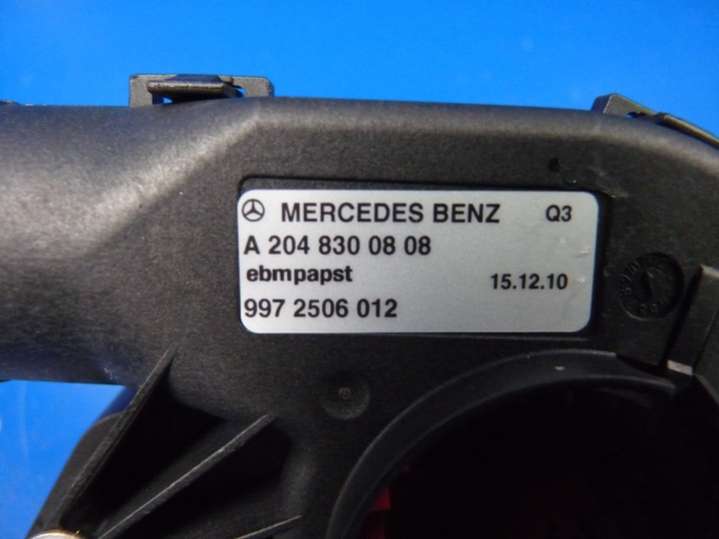 MERCEDES BENZ Q3
A 204 830 08 08
ebmpapst 15.12.10
997 2506 012